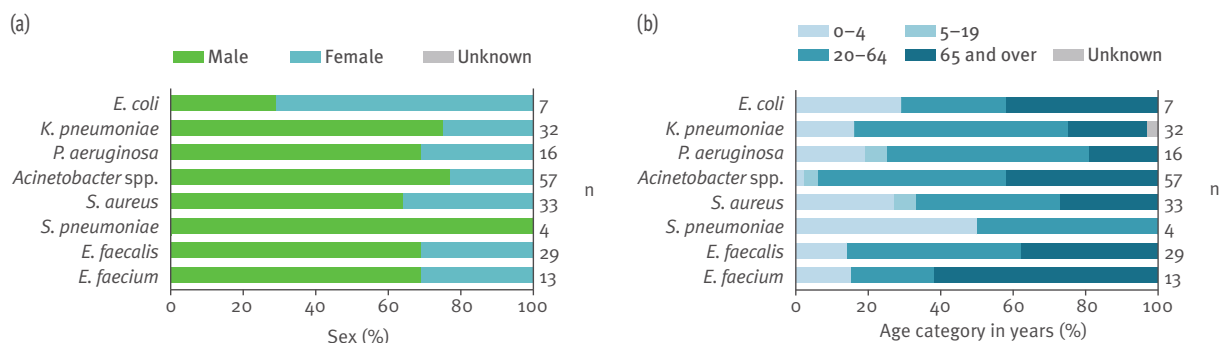 (a)
Male Female Unknown
E. coli 7
K. pneumoniae 32
P. aeruginosa 16
Acinetobacter spp. 57
S. aureus 33
S. pneumoniae 4
E. faecalis 29
E. faecium 13
n
0 20 40 60 80 100
Sex (%)
(b)
0–4 5–19
20–64 65 and over Unknown
E. coli 7
K. pneumoniae 32
P. aeruginosa 16
Acinetobacter spp. 57
S. aureus 33
S. pneumoniae 4
E. faecalis 29
E. faecium 13
n
0 20 40 60 80 100
Age category in years (%)